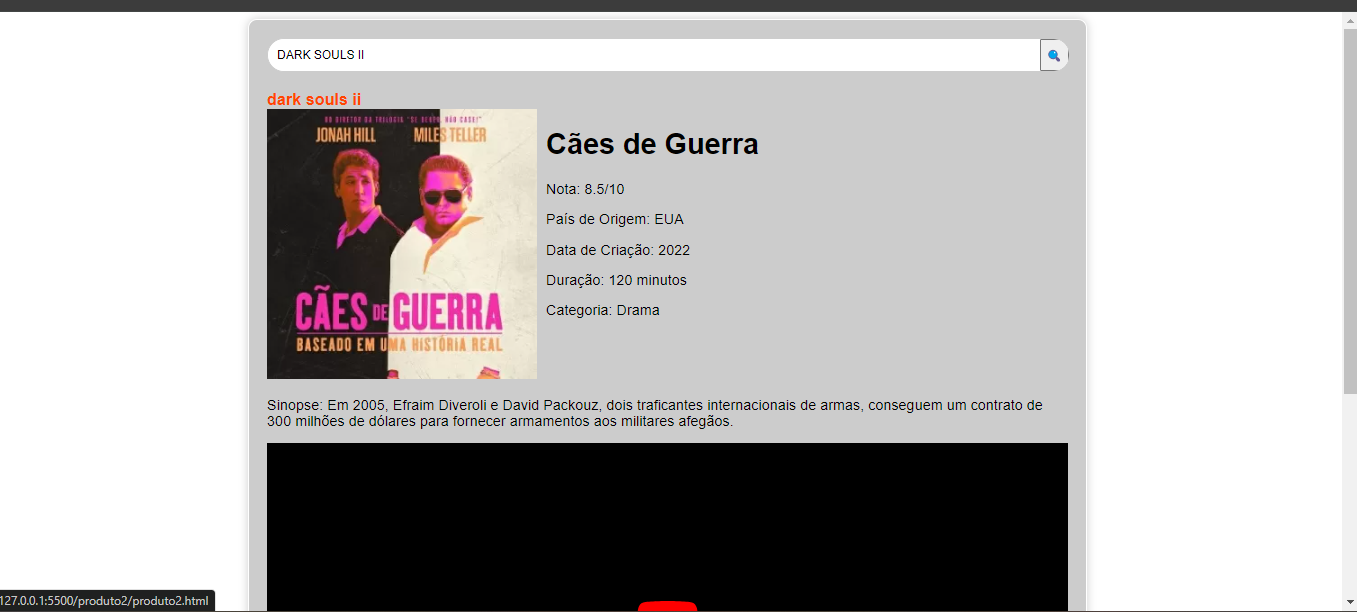 DARK SOULS II
dark souls ii
DO DIRETOR DA TRILOGIA "SE BEBER, NÃO CASE!"
JONAH HILL MILES TELLER
CÃES DE GUERRA
BASEADO EM UMA HISTÓRIA REAL
Cães de Guerra
Nota: 8.5/10
País de Origem: EUA
Data de Criação: 2022
Duração: 120 minutos
Categoria: Drama
Sinopse: Em 2005, Efraim Diveroli e David Packouz, dois traficantes internacionais de armas, conseguem um contrato de
300 milhões de dólares para fornecer armamentos aos militares afegãos.
127.0.0.1:5500/produto2/produto2.html